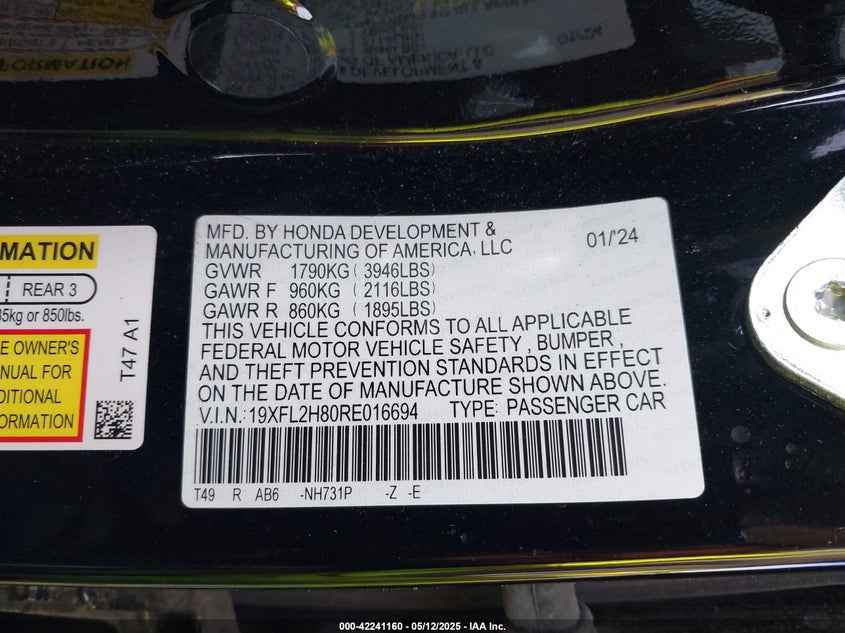 FORMATION
MFD. BY HONDA DEVELOPMENT &
MANUFACTURING OF AMERICA, LLC 01/'24
GVWR 1790KG ( 3946LBS)
GAWR F 960KG ( 2116LBS)
GAWR R 860KG ( 1895LBS)
THIS VEHICLE CONFORMS TO ALL APPLICABLE
FEDERAL MOTOR VEHICLE SAFETY , BUMPER ,
AND THEFT PREVENTION STANDARDS IN EFFECT
ON THE DATE OF MANUFACTURE SHOWN ABOVE.
V.I.N.:19XFL2H80RE016694 TYPE: PASSENGER CAR
T49 R AB6 -NH731P -Z -E
MATION
REAR 3
35kg or 850lbs.
E OWNER'S
NUAL FOR
DITIONAL
ORMATION
T47 A1
000-42241160 - 05/12/2025 - IAA Inc.